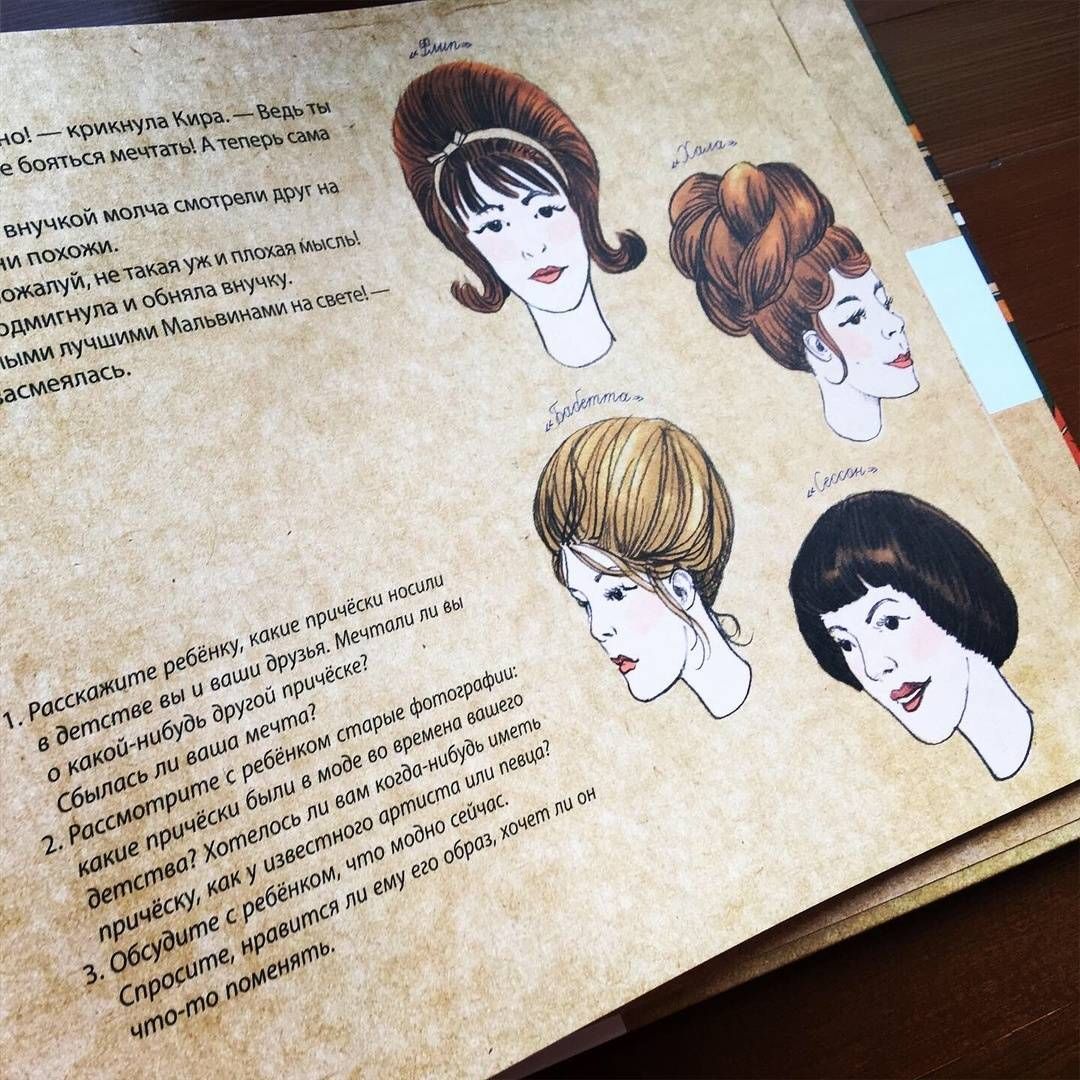 но! — крикнула Кира. — Ведь ты
е бояться мечтать! А теперь сама
внучкой молча смотрели друг на
ни похожи.
ожалуй, не такая уж и плохая мысль!
одмигнула и обняла внучку.
ыми лучшими Мальвинами на свете! —
засмеялась.
«Флип»
«Хала»
«Бабетта»
«Сессон»
1. Расскажите ребёнку, какие причёски носили
в детстве вы и ваши друзья. Мечтали ли вы
о какой-нибудь другой причёске?
Сбылась ли ваша мечта?
2. Рассмотрите с ребёнком старые фотографии:
какие причёски были в моде во времена вашего
детства? Хотелось ли вам когда-нибудь иметь
причёску, как у известного артиста или певца?
3. Обсудите с ребёнком, что модно сейчас.
Спросите, нравится ли ему его образ, хочет ли он
что-то поменять.